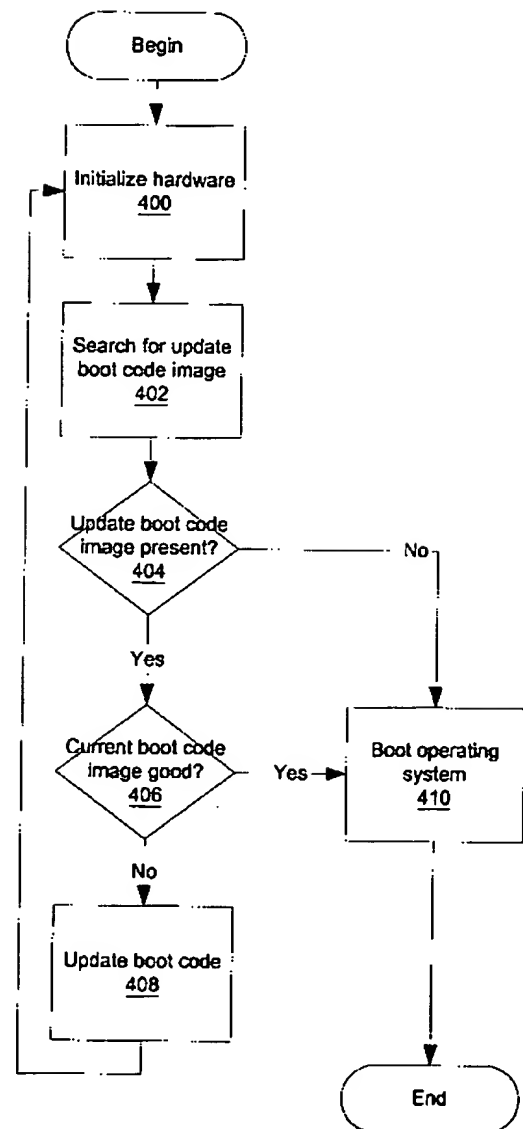 Begin
Initialize hardware
400
Search for update
boot code image
402
Update boot code
image present?
404
No
Yes
Current boot code
image good?
406
Yes
Boot operating
system
410
No
Update boot code
408
End